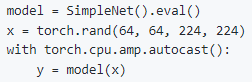 model = SimpleNet().eval()
x = torch.rand(64, 64, 224, 224)
with torch.cpu.amp.autocast():
    y = model(x)